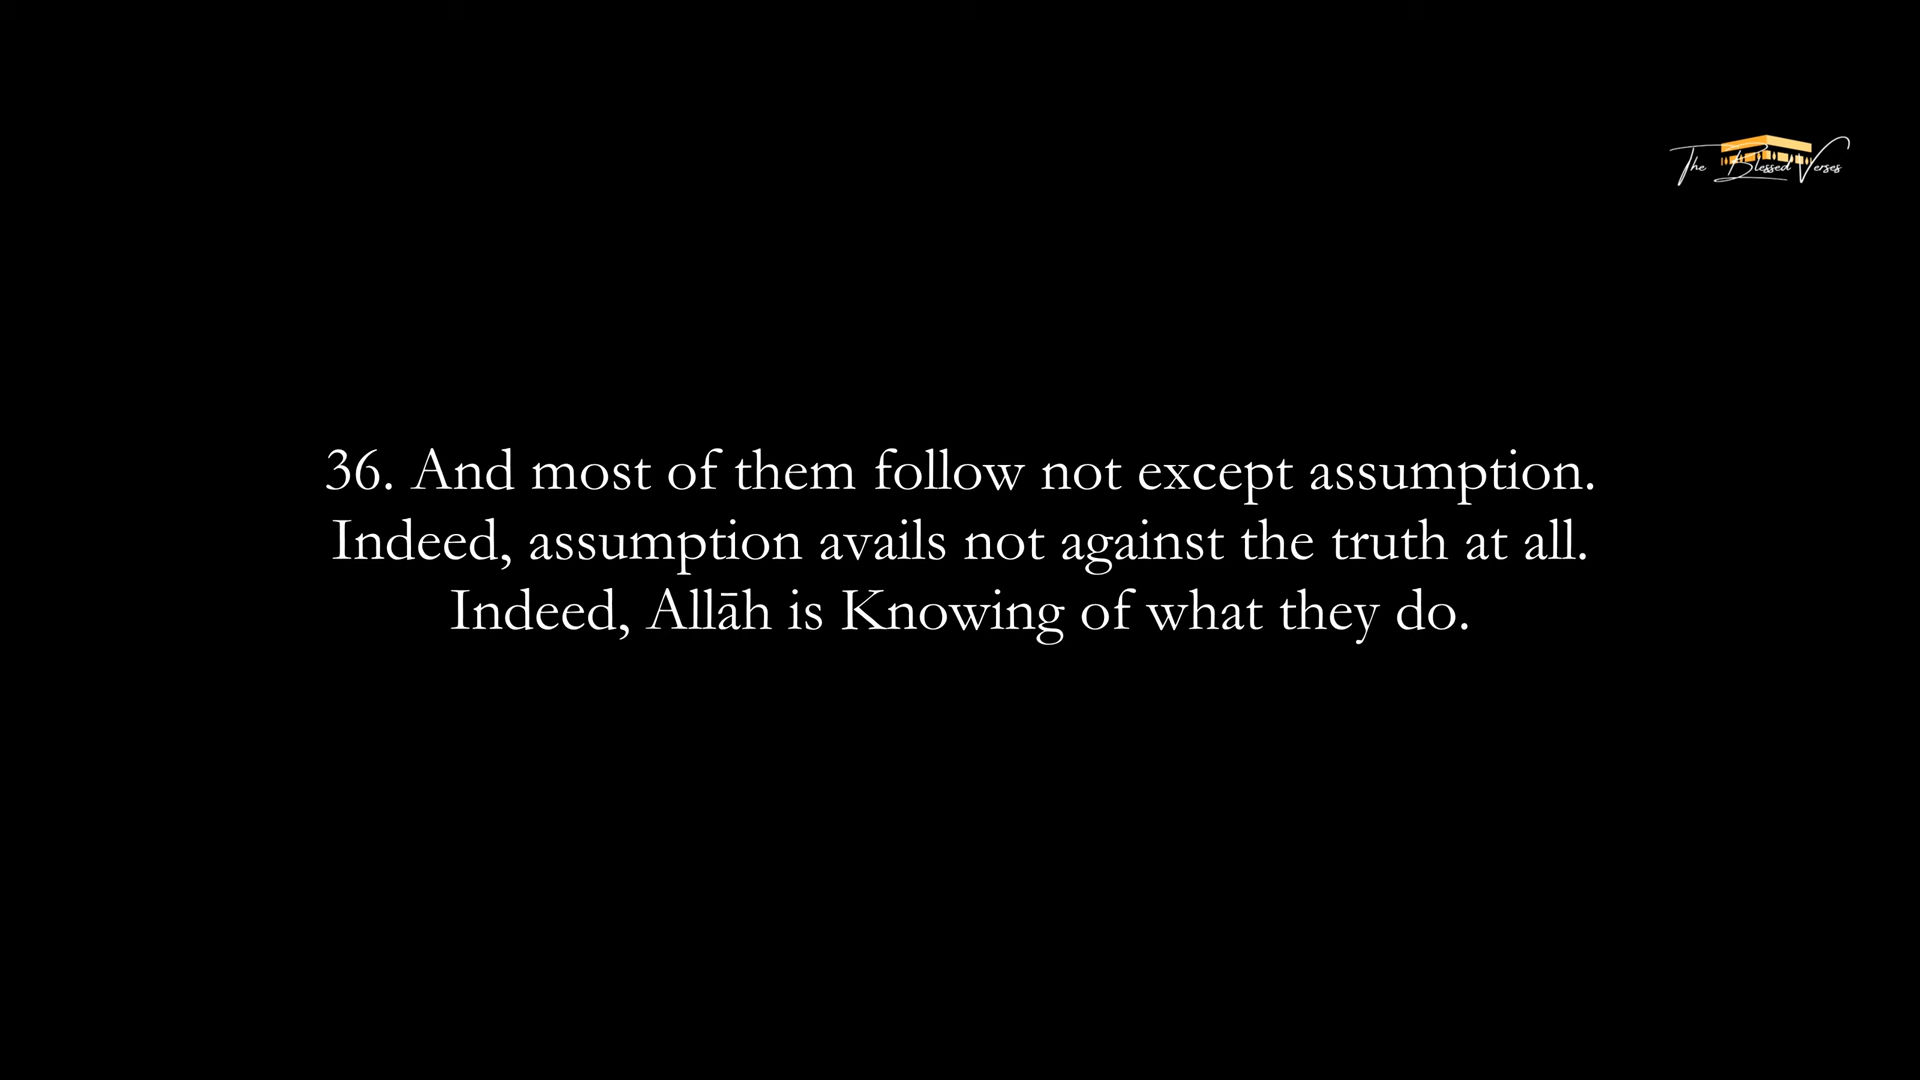 The Blessed Verses
36. And most of them follow not except assumption.
Indeed, assumption avails not against the truth at all.
Indeed, Allāh is Knowing of what they do.